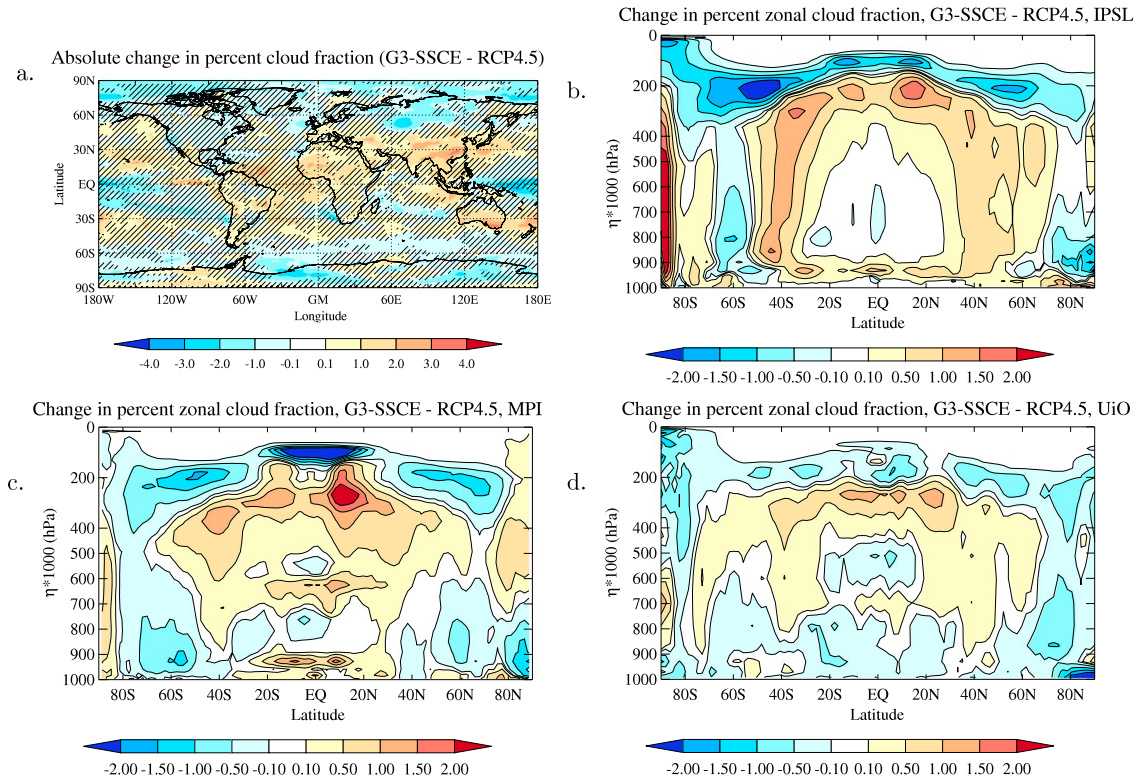 a.
Absolute change in percent cloud fraction (G3-SSCE - RCP4.5)
90N
60N
30N
EQ
30S
60S
90S
Latitude
180W 120W 60W GM 60E 120E 180E
Longitude
-4.0 -3.0 -2.0 -1.0 -0.1 0.1 1.0 2.0 3.0 4.0
b.
Change in percent zonal cloud fraction, G3-SSCE - RCP4.5, IPSL
0
200
400
500
600
700
800
900
1000
η*1000 (hPa)
80S 60S 40S 20S EQ 20N 40N 60N 80N
Latitude
-2.00 -1.50 -1.00 -0.50 -0.10 0.10 0.50 1.00 1.50 2.00
c.
Change in percent zonal cloud fraction, G3-SSCE - RCP4.5, MPI
0
200
300
400
500
600
700
800
900
1000
η*1000 (hPa)
80S 60S 40S 20S EQ 20N 40N 60N 80N
Latitude
-2.00 -1.50 -1.00 -0.50 -0.10 0.10 0.50 1.00 1.50 2.00
d.
Change in percent zonal cloud fraction, G3-SSCE - RCP4.5, UiO
0
200
300
400
500
600
700
800
900
1000
η*1000 (hPa)
80S 60S 40S 20S EQ 20N 40N 60N 80N
Latitude
-2.00 -1.50 -1.00 -0.50 -0.10 0.10 0.50 1.00 1.50 2.00